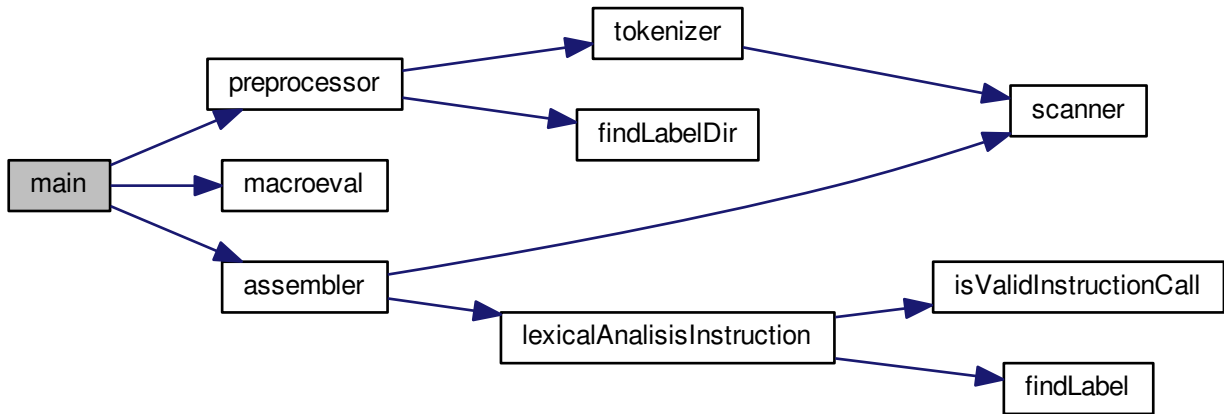 main
preprocessor
macroeval
assembler
tokenizer
findLabelDir
lexicalAnalisisInstruction
scanner
isValidInstructionCall
findLabel